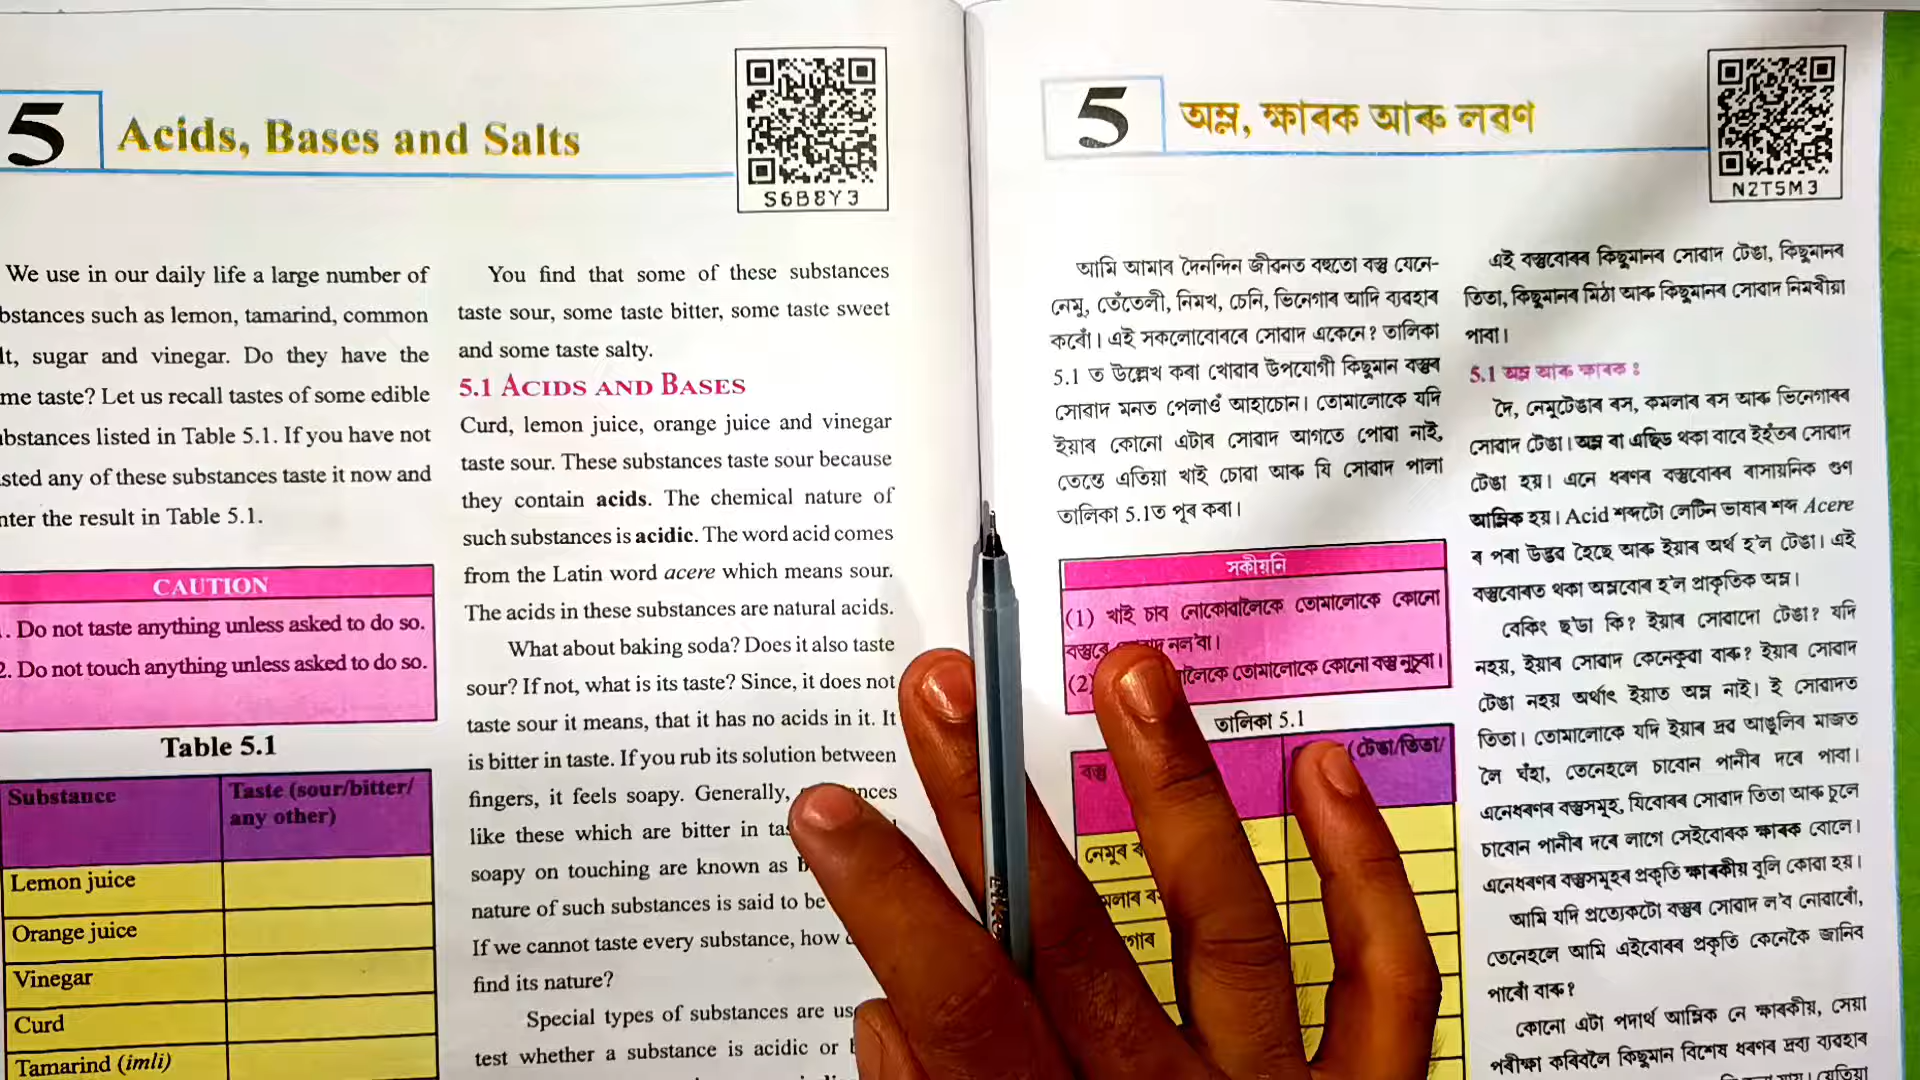 5
Acids, Bases and Salts
S6B8Y3
We use in our daily life a large number of
bstances such as lemon, tamarind, common
lt, sugar and vinegar. Do they have the
me taste? Let us recall tastes of some edible
bstances listed in Table 5.1. If you have not
sted any of these substances taste it now and
nter the result in Table 5.1.
CAUTION
. Do not taste anything unless asked to do so.
2. Do not touch anything unless asked to do so.
Table 5.1
Substance
Taste (sour/bitter/
any other)
Lemon juice
Orange juice
Vinegar
Curd
Tamarind (imli)
You find that some of these substances
taste sour, some taste bitter, some taste sweet
and some taste salty.
5.1 ACIDS AND BASES
Curd, lemon juice, orange juice and vinegar
taste sour. These substances taste sour because
they contain acids. The chemical nature of
such substances is acidic. The word acid comes
from the Latin word acere which means sour.
The acids in these substances are natural acids.
What about baking soda? Does it also taste
sour? If not, what is its taste? Since, it does not
taste sour it means, that it has no acids in it. It
is bitter in taste. If you rub its solution between
fingers, it feels soapy. Generally, nces
like these which are bitter in tas
soapy on touching are known as b
nature of such substances is said to be
If we cannot taste every substance, how
find its nature?
Special types of substances are us
test whether a substance is acidic or
5
অম্ল, ক্ষাৰক আৰু লৱণ
N2T5M3
আমি আমাৰ দৈনন্দিন জীৱনত বহুতো বস্তু যেনে-
নেমু, তেঁতেলী, নিমখ, চেনি, ভিনেগাৰ আদি ব্যৱহাৰ
কৰোঁ। এই সকলোবোৰৰে সোৱাদ একেনে? তালিকা
5.1 ত উল্লেখ কৰা খোৱাৰ উপযোগী কিছুমান বস্তুৰ
সোৱাদ মনত পেলাওঁ আহাচোন। তোমালোকে যদি
ইয়াৰ কোনো এটাৰ সোৱাদ আগতে পোৱা নাই,
তেন্তে এতিয়া খাই চোৱা আৰু যি সোৱাদ পালা
তালিকা 5.1ত পূৰ কৰা।
সকীয়নি
(1) খাই চাব নোকোৱালৈকে তোমালোকে কোনো
বস্তুৰে নল'বা।
(2) লৈকে তোমালোকে কোনো বস্তু নুচুবা।
তালিকা 5.1
বস্তু
(টেঙা/তিতা/
নেমুৰ ৰ
মলাৰ ৰ
গাৰ
এই বস্তুবোৰৰ কিছুমানৰ সোৱাদ টেঙা, কিছুমানৰ
তিতা, কিছুমানৰ মিঠা আৰু কিছুমানৰ সোৱাদ নিমখীয়া
পাবা।
5.1 অম্ল আৰু ক্ষাৰক :
দৈ, নেমুটেঙাৰ ৰস, কমলাৰ ৰস আৰু ভিনেগাৰৰ
সোৱাদ টেঙা। অম্ল বা এছিড থকা বাবে ইহঁতৰ সোৱাদ
টেঙা হয়। এনে ধৰণৰ বস্তুবোৰৰ ৰাসায়নিক গুণ
আম্লিক হয়। Acid শব্দটো লেটিন ভাষাৰ শব্দ Acere
ৰ পৰা উদ্ভৱ হৈছে আৰু ইয়াৰ অৰ্থ হ'ল টেঙা। এই
বস্তুবোৰত থকা অম্লবোৰ হ'ল প্ৰাকৃতিক অম্ল।
বেকিং ছ'ডা কি? ইয়াৰ সোৱাদো টেঙা? যদি
নহয়, ইয়াৰ সোৱাদ কেনেকুৱা বাৰু? ইয়াৰ সোৱাদ
টেঙা নহয় অৰ্থাৎ ইয়াত অম্ল নাই। ই সোৱাদত
তিতা। তোমালোকে যদি ইয়াৰ দ্ৰৱ আঙুলিৰ মাজত
লৈ ঘঁহা, তেনেহলে চাবোন পানীৰ দৰে পাবা।
এনেধৰণৰ বস্তুসমূহ, যিবোৰৰ সোৱাদ তিতা আৰু চুলে
চাবোন পানীৰ দৰে লাগে সেইবোৰক ক্ষাৰক বোলে।
এনেধৰণৰ বস্তুসমূহৰ প্ৰকৃতি ক্ষাৰকীয় বুলি কোৱা হয়।
আমি যদি প্ৰত্যেকটো বস্তুৰ সোৱাদ ল'ব নোৱাৰোঁ,
তেনেহলে আমি এইবোৰৰ প্ৰকৃতি কেনেকৈ জানিব
পাৰোঁ বাৰু?
কোনো এটা পদাৰ্থ আম্লিক নে ক্ষাৰকীয়, সেয়া
পৰীক্ষা কৰিবলৈ কিছুমান বিশেষ ধৰণৰ দ্ৰব্য ব্যৱহাৰ